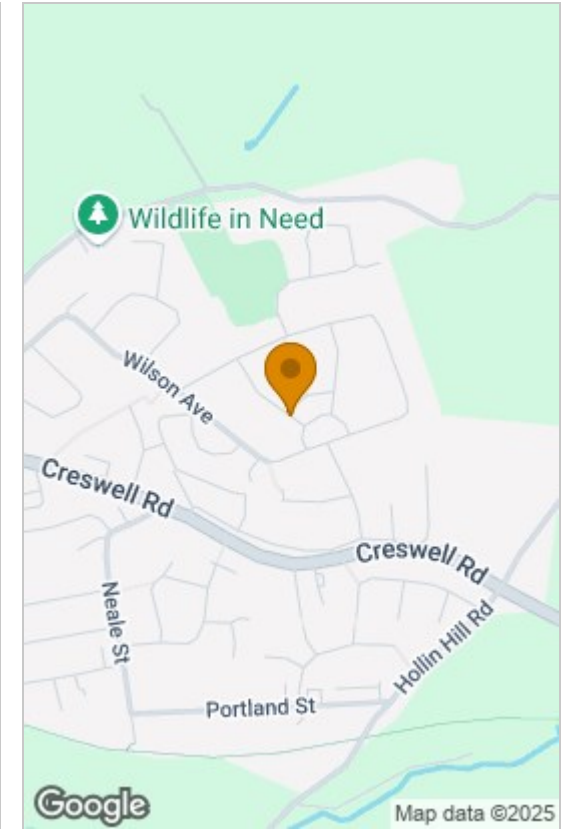 Wildlife in Need
Wilson Ave
Creswell Rd
Creswell Rd
Neale St
Hollin Hill Rd
Portland St
Google
Map data ©2025